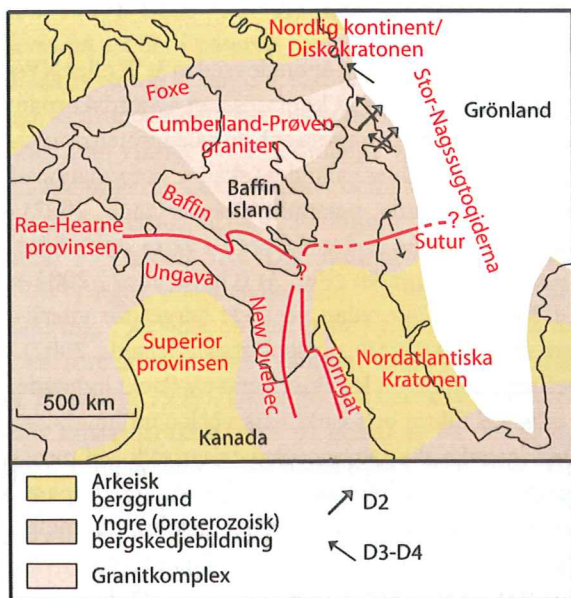 Nordlig kontinent/
Diskokratonen
Foxe
Stor-Nagssugtoqiderna
Grönland
Cumberland-Prøven
graniten
Baffin
Baffin
Island
Rae-Hearne
provinsen
?
Sutur
Ungava
?
Superior
provinsen
New Quebec
Torngat
Nordatlantiska
Kratonen
500 km
Kanada
Arkeisk
berggrund
Yngre (proterozoisk)
bergskedjebildning
Granitkomplex
D2
D3-D4